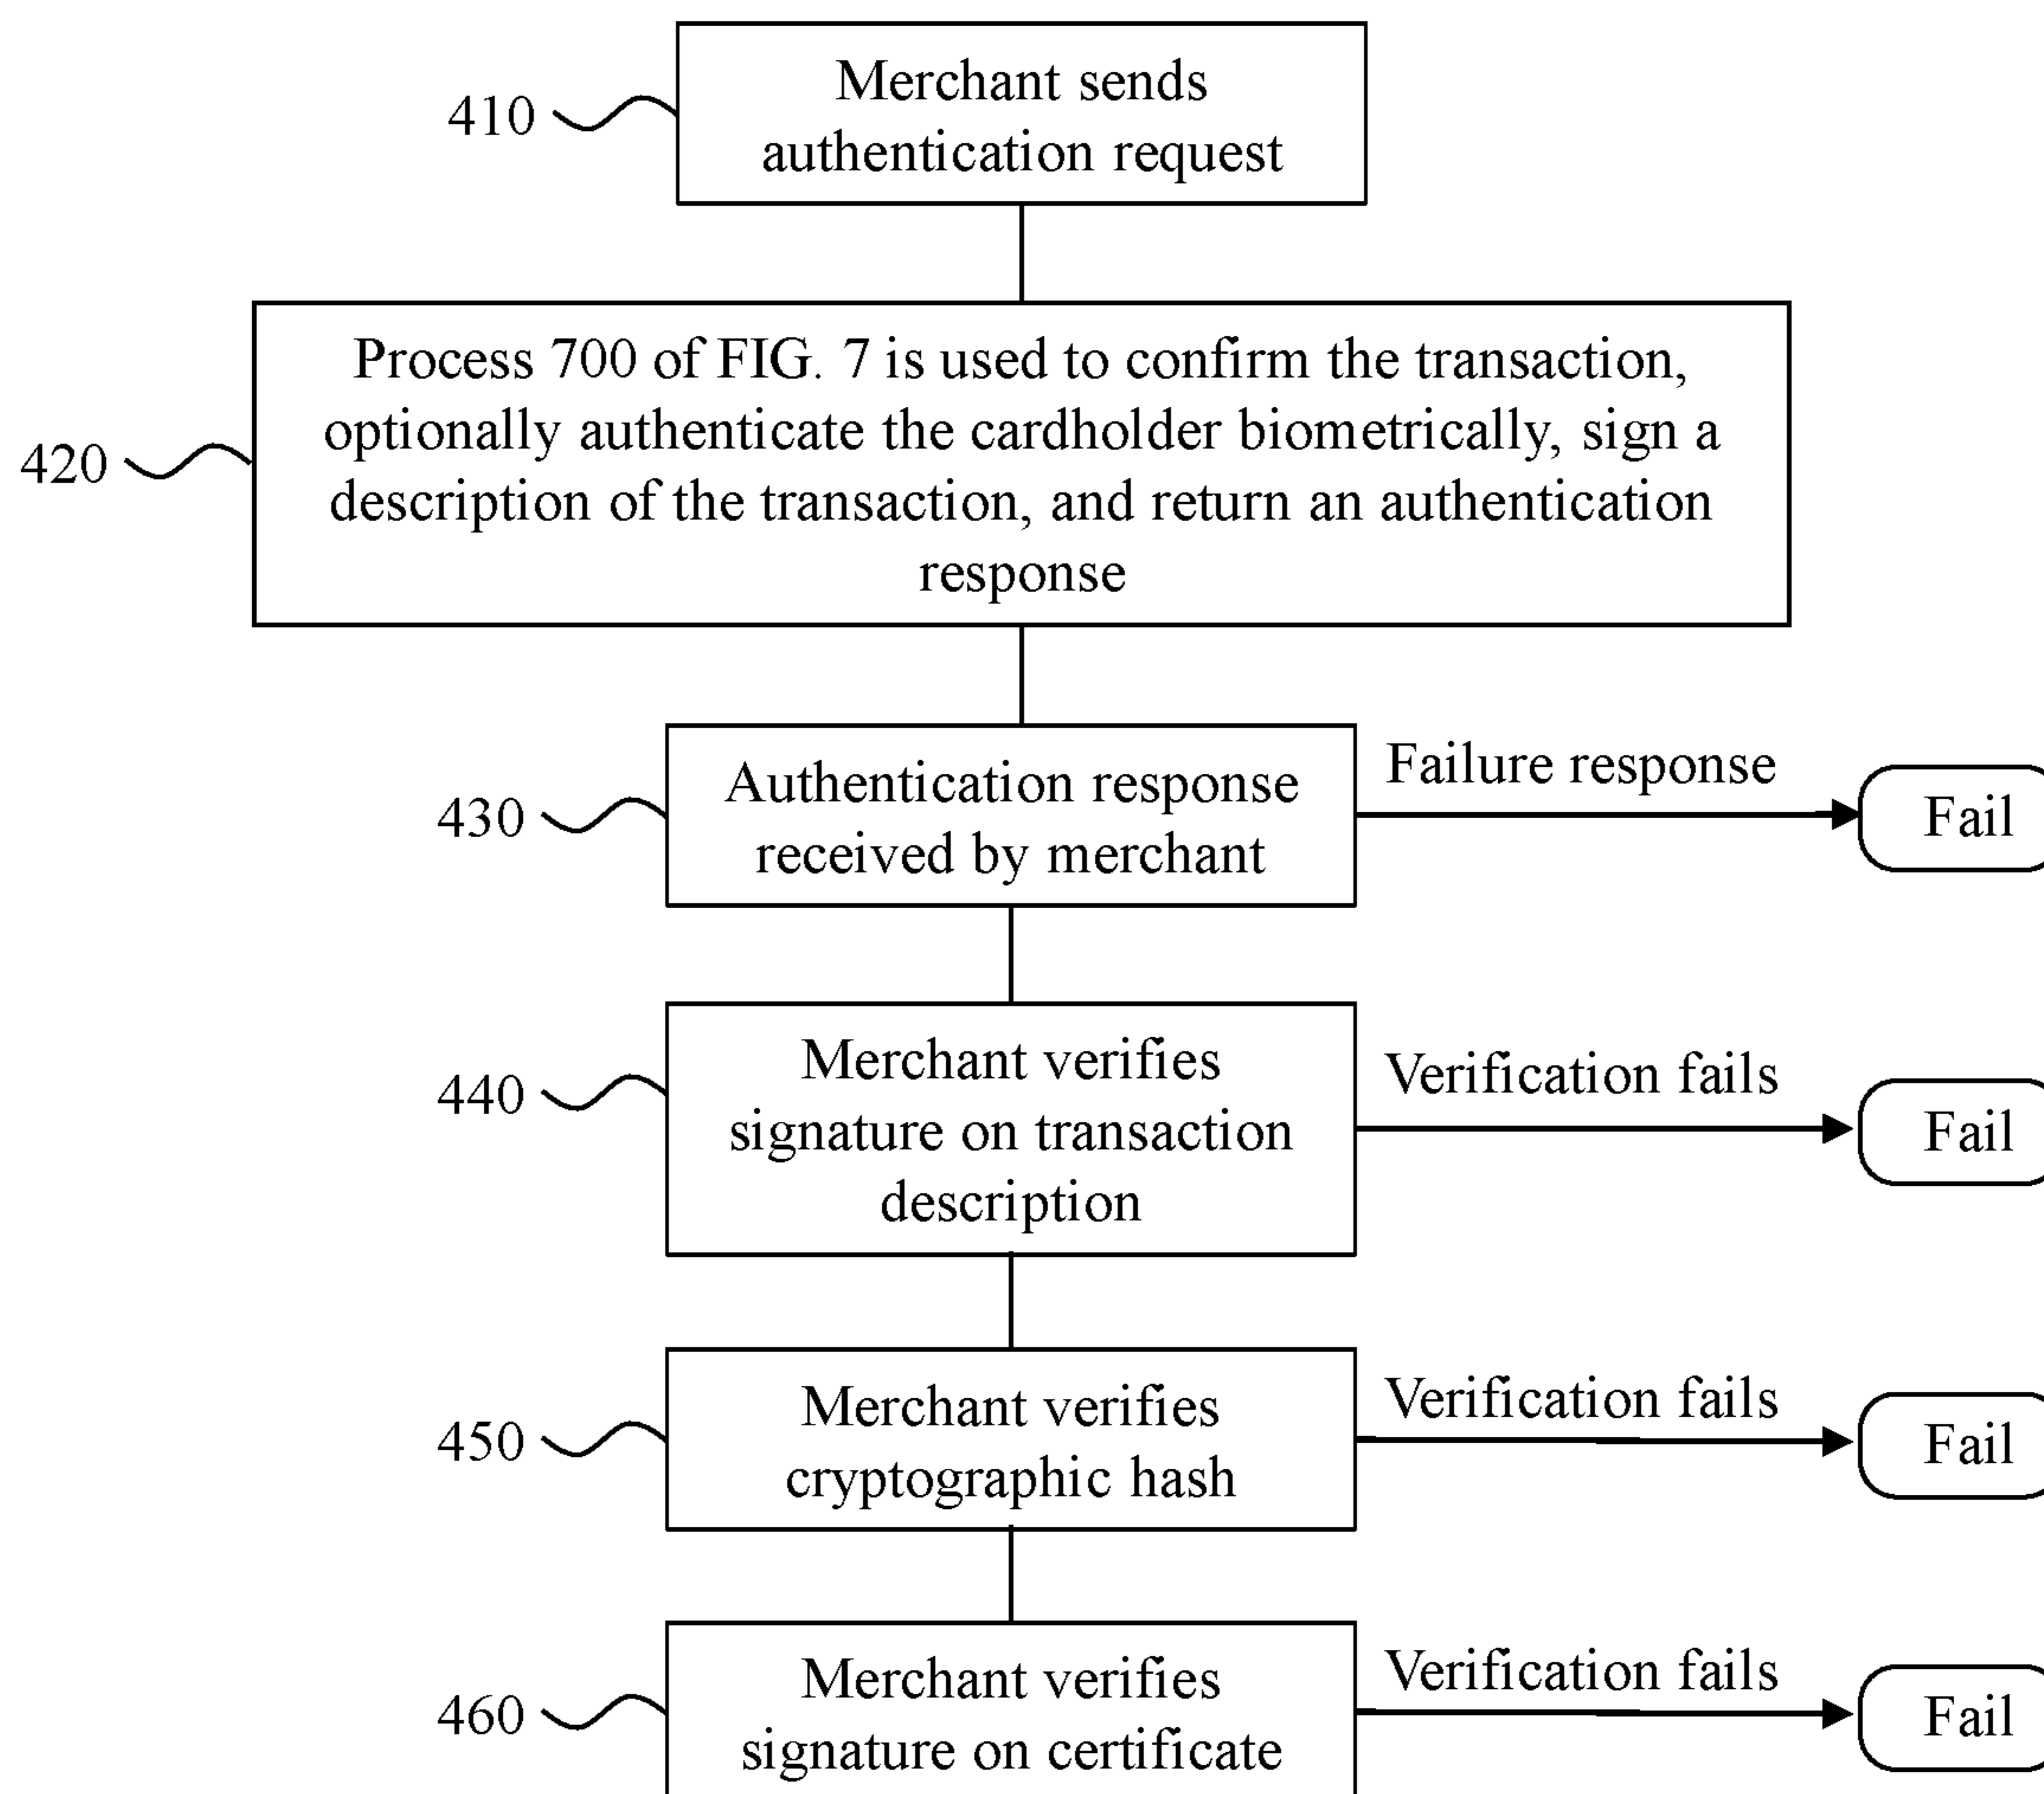 410
Merchant sends
authentication request
420
Process 700 of FIG. 7 is used to confirm the transaction,
optionally authenticate the cardholder biometrically, sign a
description of the transaction, and return an authentication
response
430
Authentication response
received by merchant
Failure response
Fail
440
Merchant verifies
signature on transaction
description
Verification fails
Fail
450
Merchant verifies
cryptographic hash
Verification fails
Fail
460
Merchant verifies
signature on certificate
Verification fails
Fail